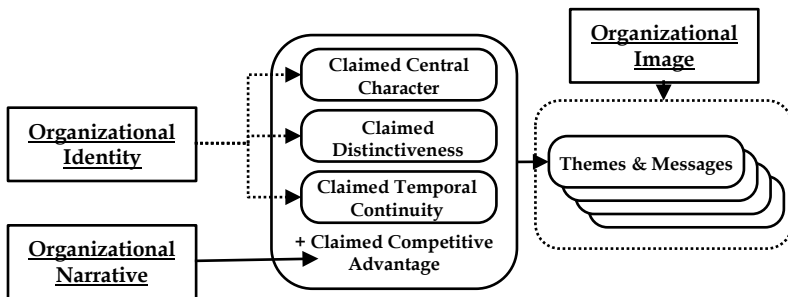 Organizational
Identity
Organizational
Narrative
Claimed Central
Character
Claimed
Distinctiveness
Claimed Temporal
Continuity
+ Claimed Competitive
Advantage
Organizational
Image
Themes & Messages